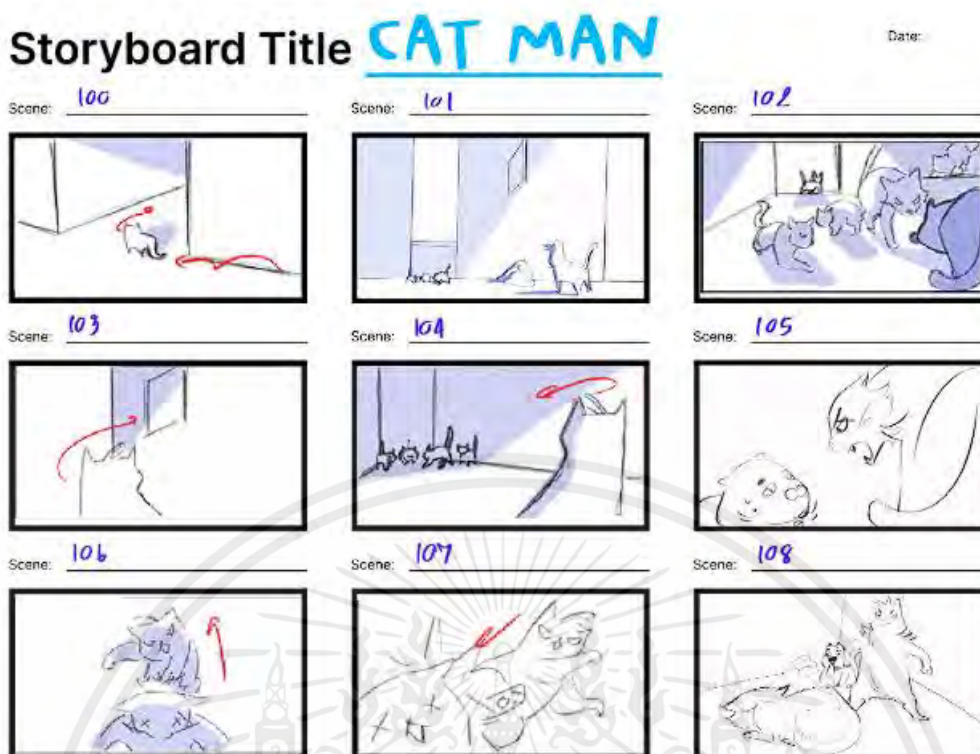 Storyboard Title CAT MAN
Date:
Scene: 100
Scene: 101
Scene: 102
Scene: 103
Scene: 104
Scene: 105
Scene: 106
Scene: 107
Scene: 108